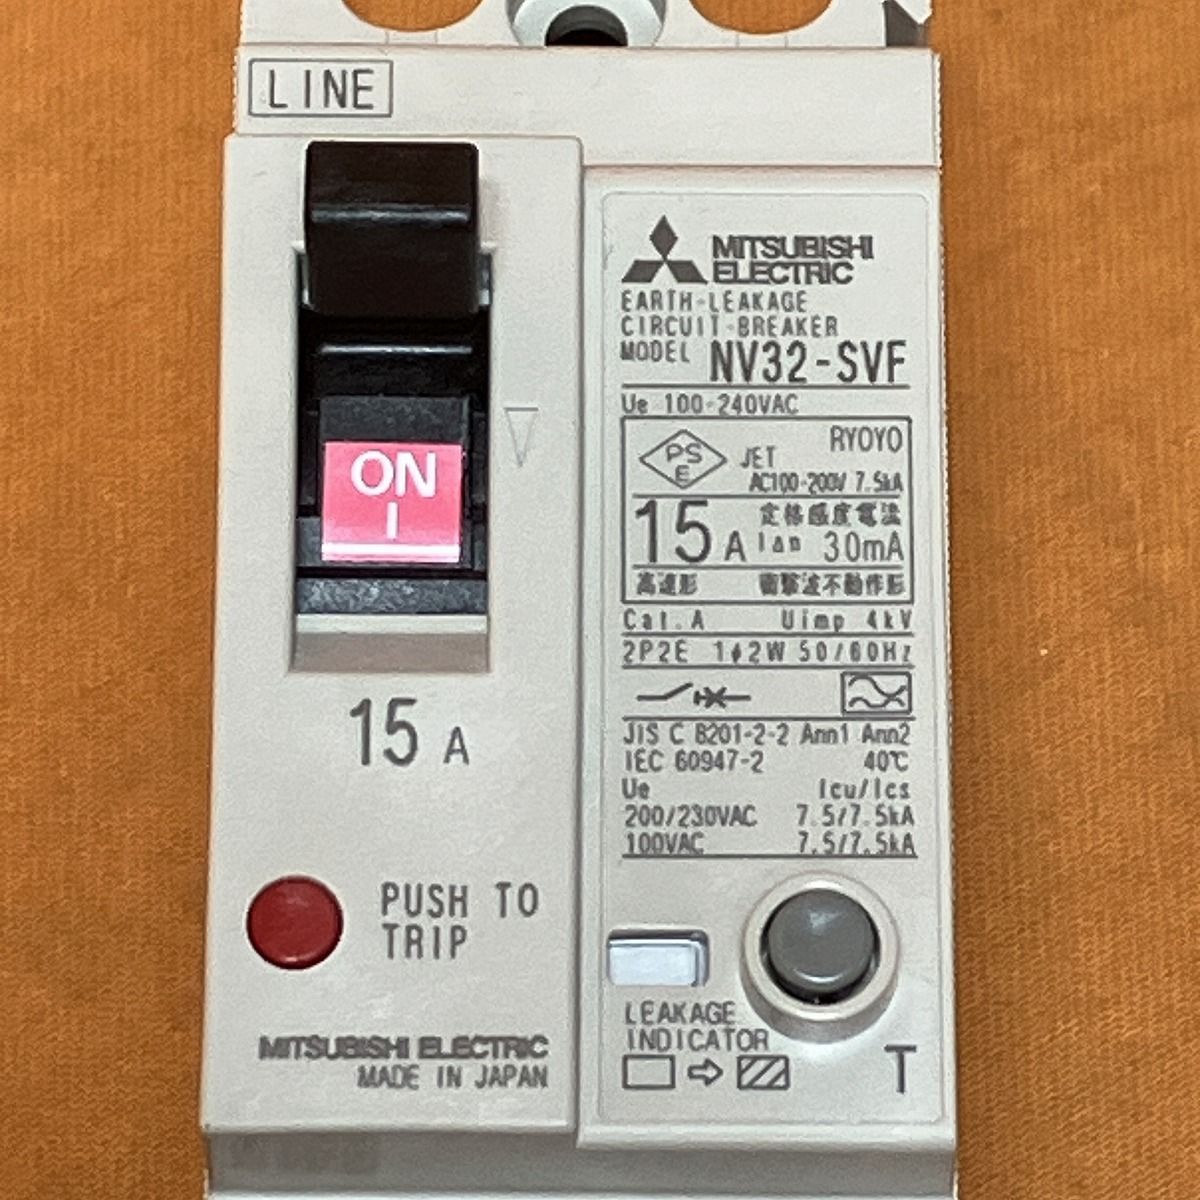 LINE
ON
I
15 A
PUSH TO
TRIP
MITSUBISHI ELECTRIC
MADE IN JAPAN
MITSUBISHI
ELECTRIC
EARTH-LEAKAGE
CIRCUIT-BREAKER
MODEL NV32-SVF
Ue 100-240VAC
PS
E
JET
RYOYO
AC100-200V 7.5kA
15 A
定格感度電流
IΔn 30mA
高速形 衝撃波不動作形
Cat.A Uimp 4kV
2P2E 1φ2W 50/60Hz
JIS C 8201-2-2 Ann1 Ann2
IEC 60947-2 40℃
Ue Icu/Ics
200/230VAC 7.5/7.5kA
100VAC 7.5/7.5kA
LEAKAGE
INDICATOR
T